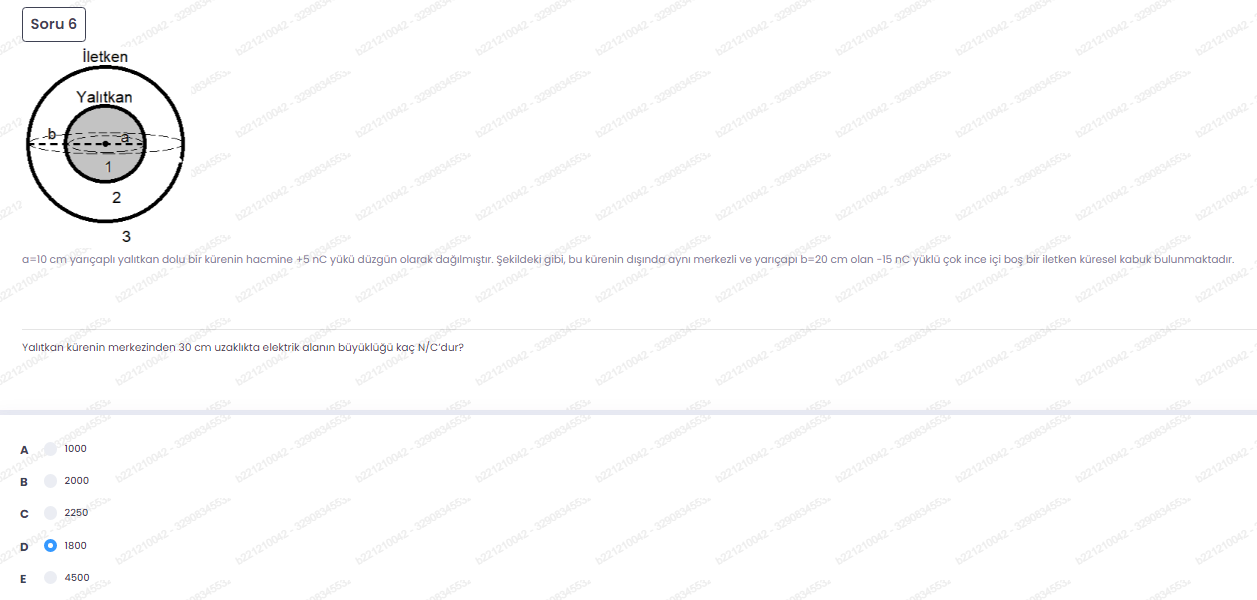 Soru 6
İletken
Yalıtkan
b
a
1
2
3
a=10 cm yarıçaplı yalıtkan dolu bir kürenin hacmine +5 nC yükü düzgün olarak dağılmıştır. Şekildeki gibi, bu kürenin dışında aynı merkezli ve yarıçapı b=20 cm olan -15 nC yüklü çok ince içi boş bir iletken küresel kabuk bulunmaktadır.
Yalıtkan kürenin merkezinden 30 cm uzaklıkta elektrik alanın büyüklüğü kaç N/C'dur?
A 1000
B 2000
C 2250
D 1800
E 4500